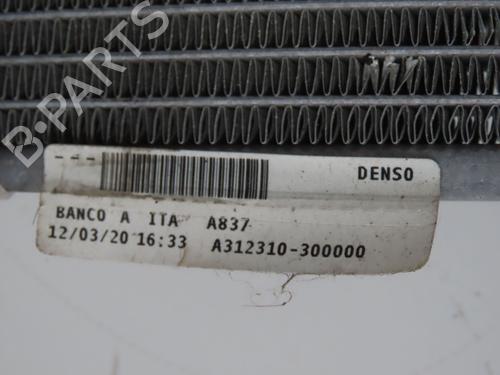 B-PARTS
--- DENSO
BANCO A ITA A837
12/03/20 16:33 A312310-300000